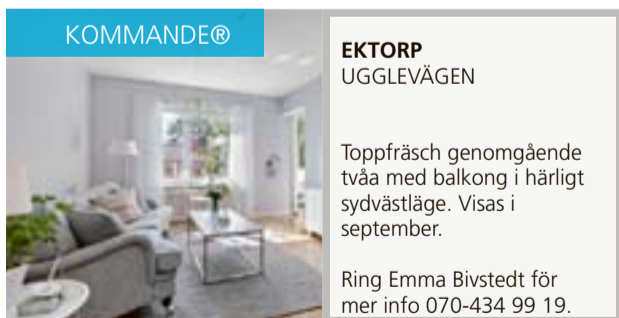 KOMMANDE®
EKTORP
UGGLEVÄGEN
Toppfräsch genomgående
tvåa med balkong i härligt
sydvästläge. Visas i
september.
Ring Emma Bivstedt för
mer info 070-434 99 19.